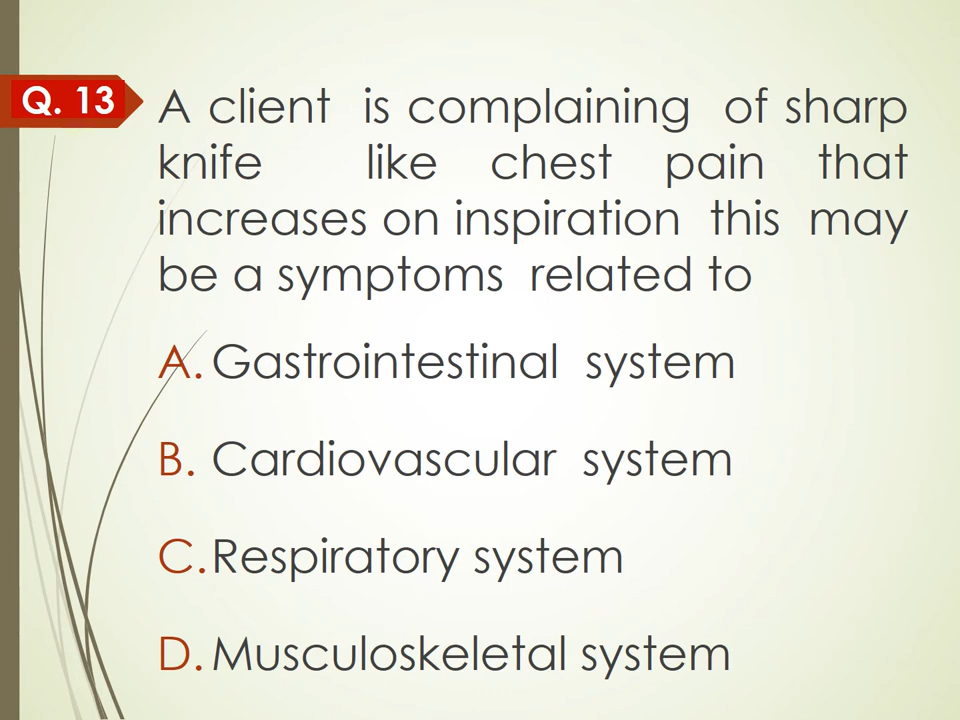 Q. 13
A client is complaining of sharp
knife like chest pain that
increases on inspiration this may
be a symptoms related to
A. Gastrointestinal system
B. Cardiovascular system
C. Respiratory system
D. Musculoskeletal system